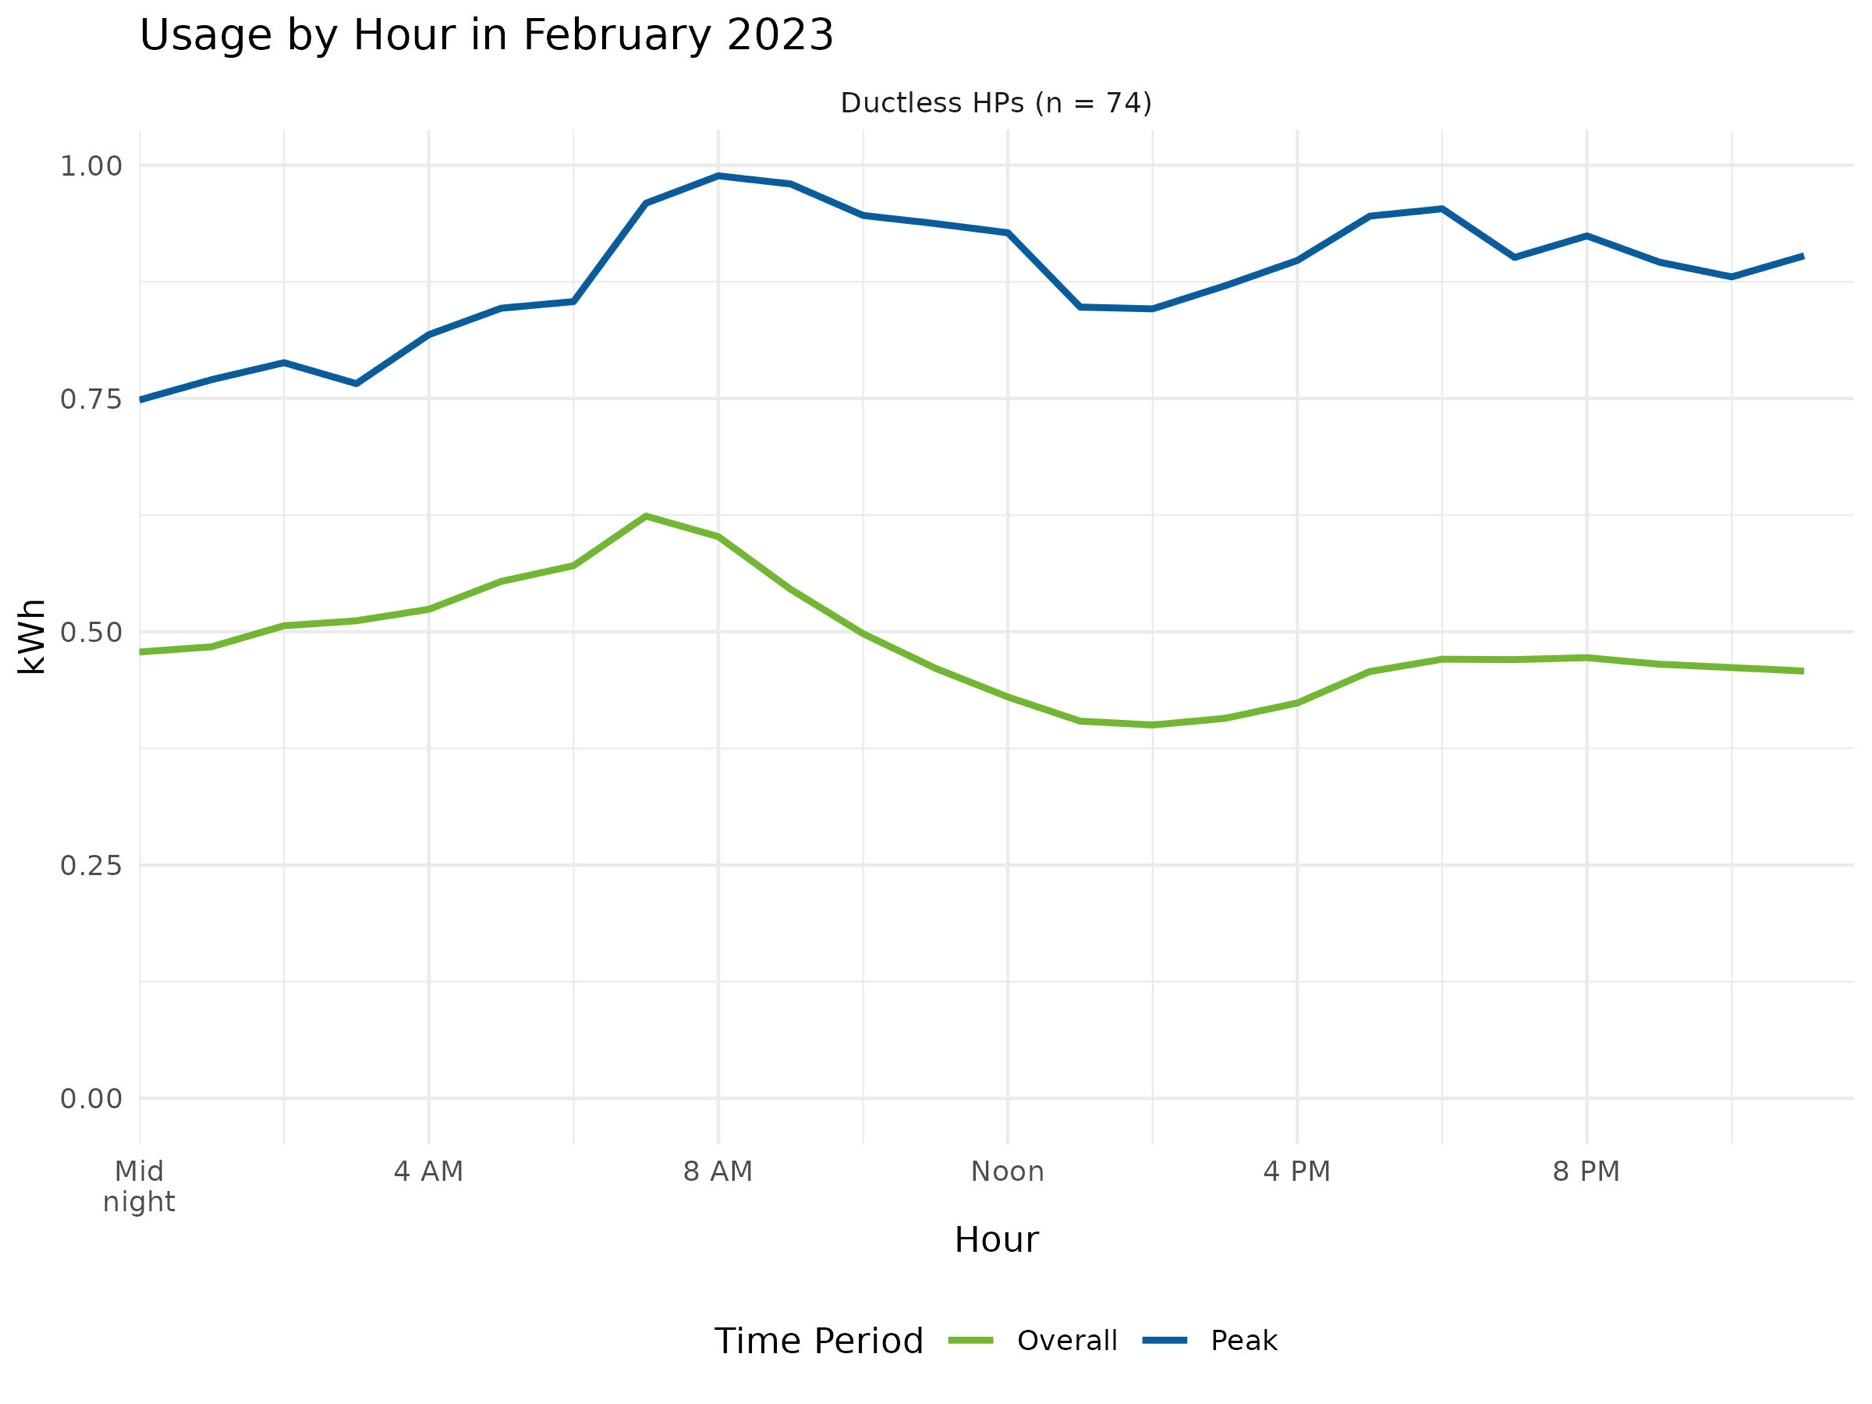 Usage by Hour in February 2023
Ductless HPs (n = 74)
1.00
0.75
0.50
0.25
0.00
kWh
Mid
night
4 AM
8 AM
Noon
4 PM
8 PM
Hour
Time Period
Overall
Peak